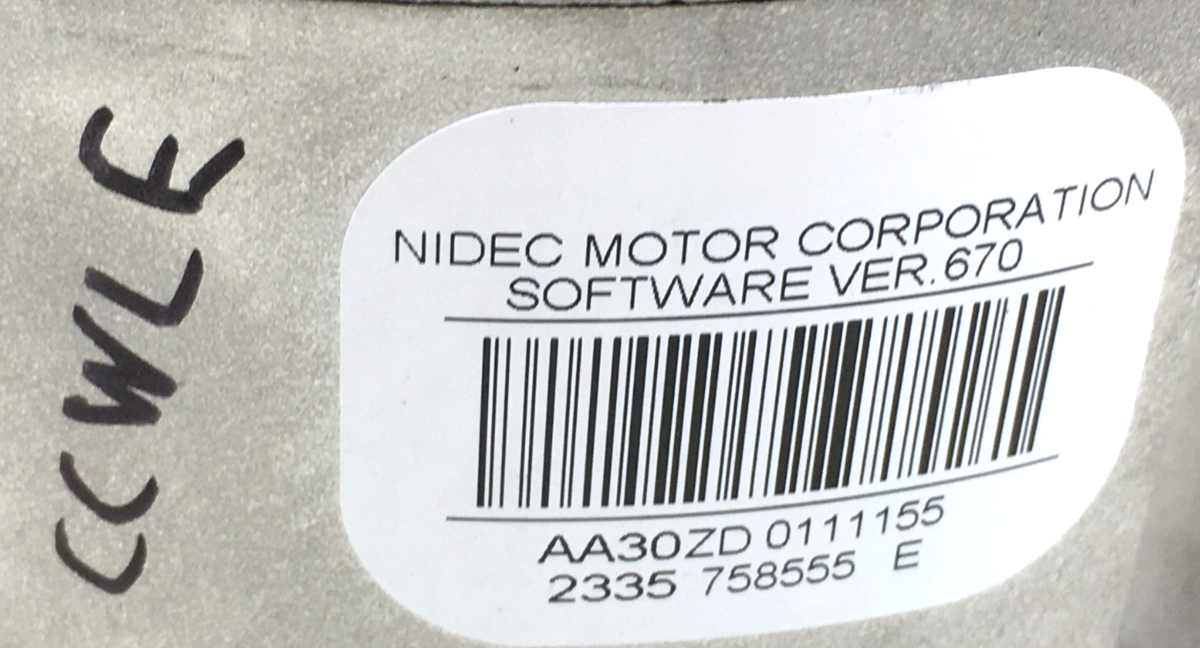 CCWLE
NIDEC MOTOR CORPORATION
SOFTWARE VER.670
AA30ZD 0111155
2335 758555 E